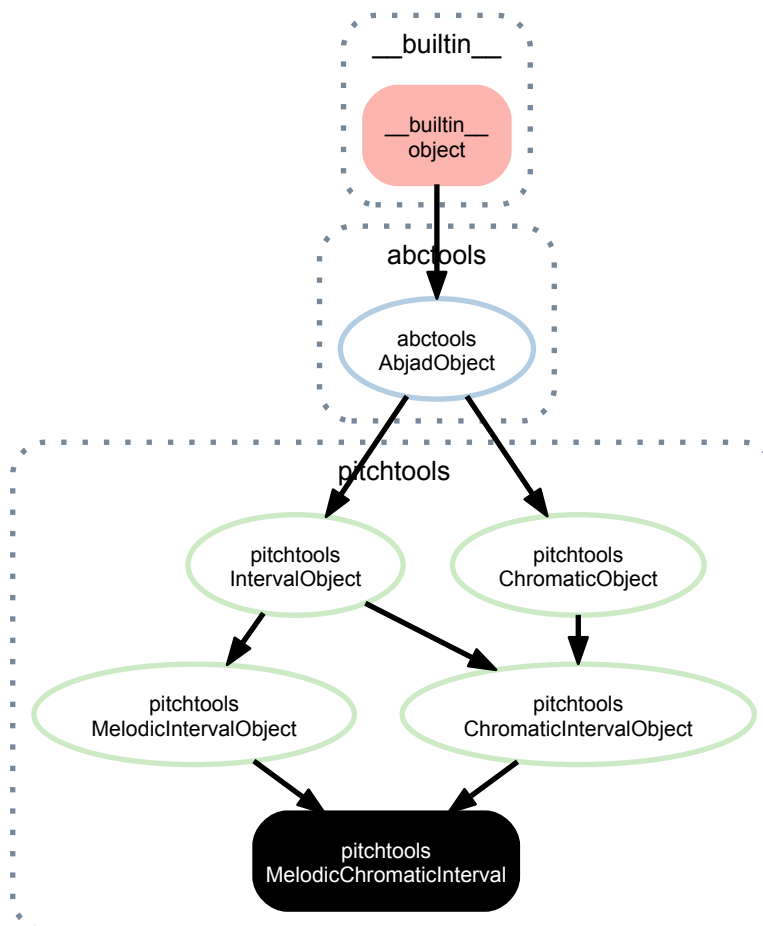 __builtin__
__builtin__
object
abctools
abctools
AbjadObject
pitchtools
pitchtools
IntervalObject
pitchtools
ChromaticObject
pitchtools
MelodicIntervalObject
pitchtools
ChromaticIntervalObject
pitchtools
MelodicChromaticInterval